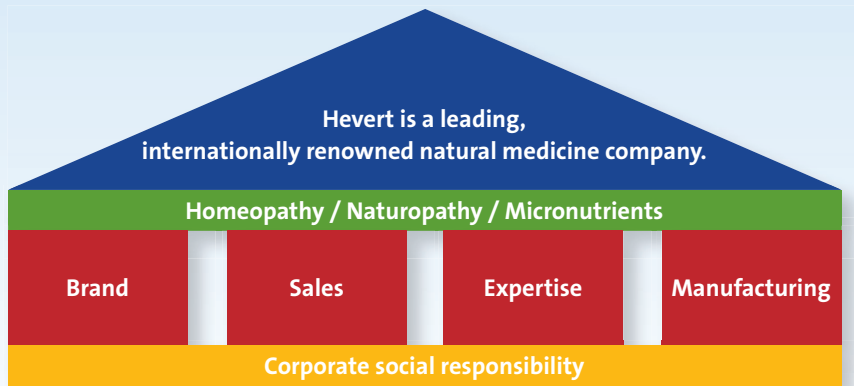 Hevert is a leading,
internationally renowned natural medicine company.
Homeopathy / Naturopathy / Micronutrients
Brand
Sales
Expertise
Manufacturing
Corporate social responsibility